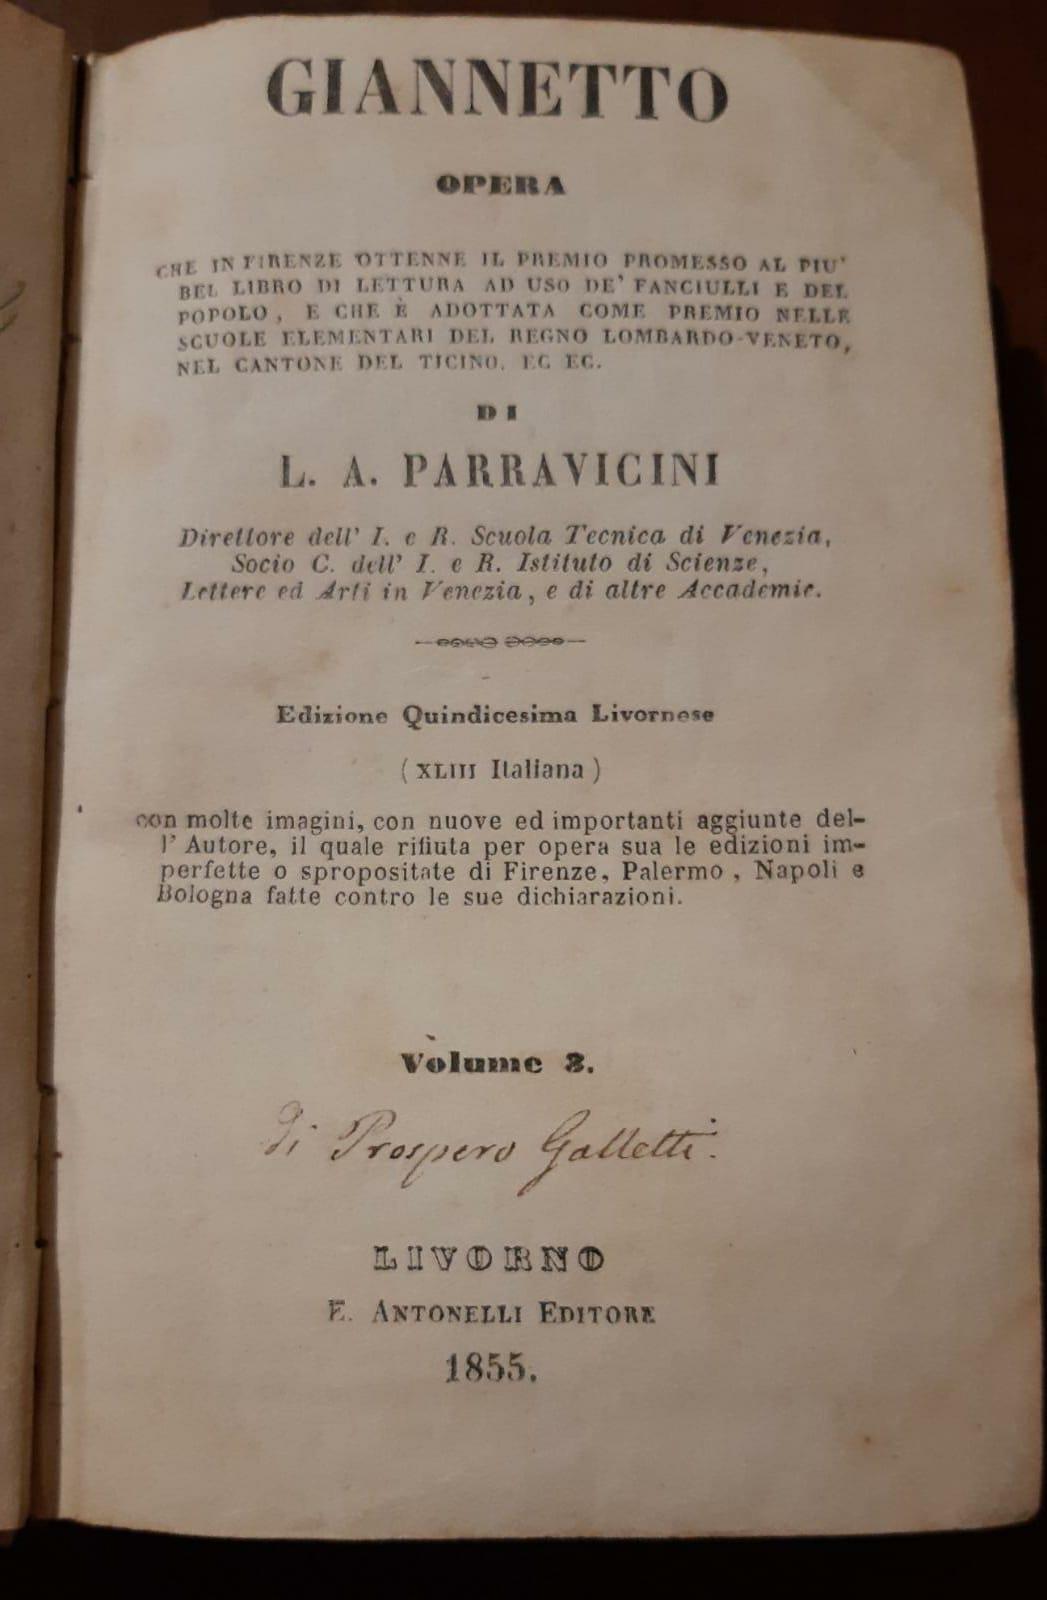 GIANNETTO
OPERA
CHE IN FIRENZE OTTENNE IL PREMIO PROMESSO AL PIU'
BEL LIBRO DI LETTURA AD USO DE' FANCIULLI E DEL
POPOLO, E CHE È ADOTTATA COME PREMIO NELLE
SCUOLE ELEMENTARI DEL REGNO LOMBARDO-VENETO,
NEL CANTONE DEL TICINO, EC EC.
DI
L. A. PARRAVICINI
Direttore dell' I. e R. Scuola Tecnica di Venezia,
Socio C. dell' I. e R. Istituto di Scienze,
Lettere ed Arti in Venezia, e di altre Accademie.
Edizione Quindicesima Livornese
(XLIII Italiana)
con molte imagini, con nuove ed importanti aggiunte del-
l' Autore, il quale rifiuta per opera sua le edizioni im-
perfette o spropositate di Firenze, Palermo, Napoli e
Bologna fatte contro le sue dichiarazioni.
Volume 3.
Di Prospero Galletti.
LIVORNO
E. ANTONELLI EDITORE
1855.